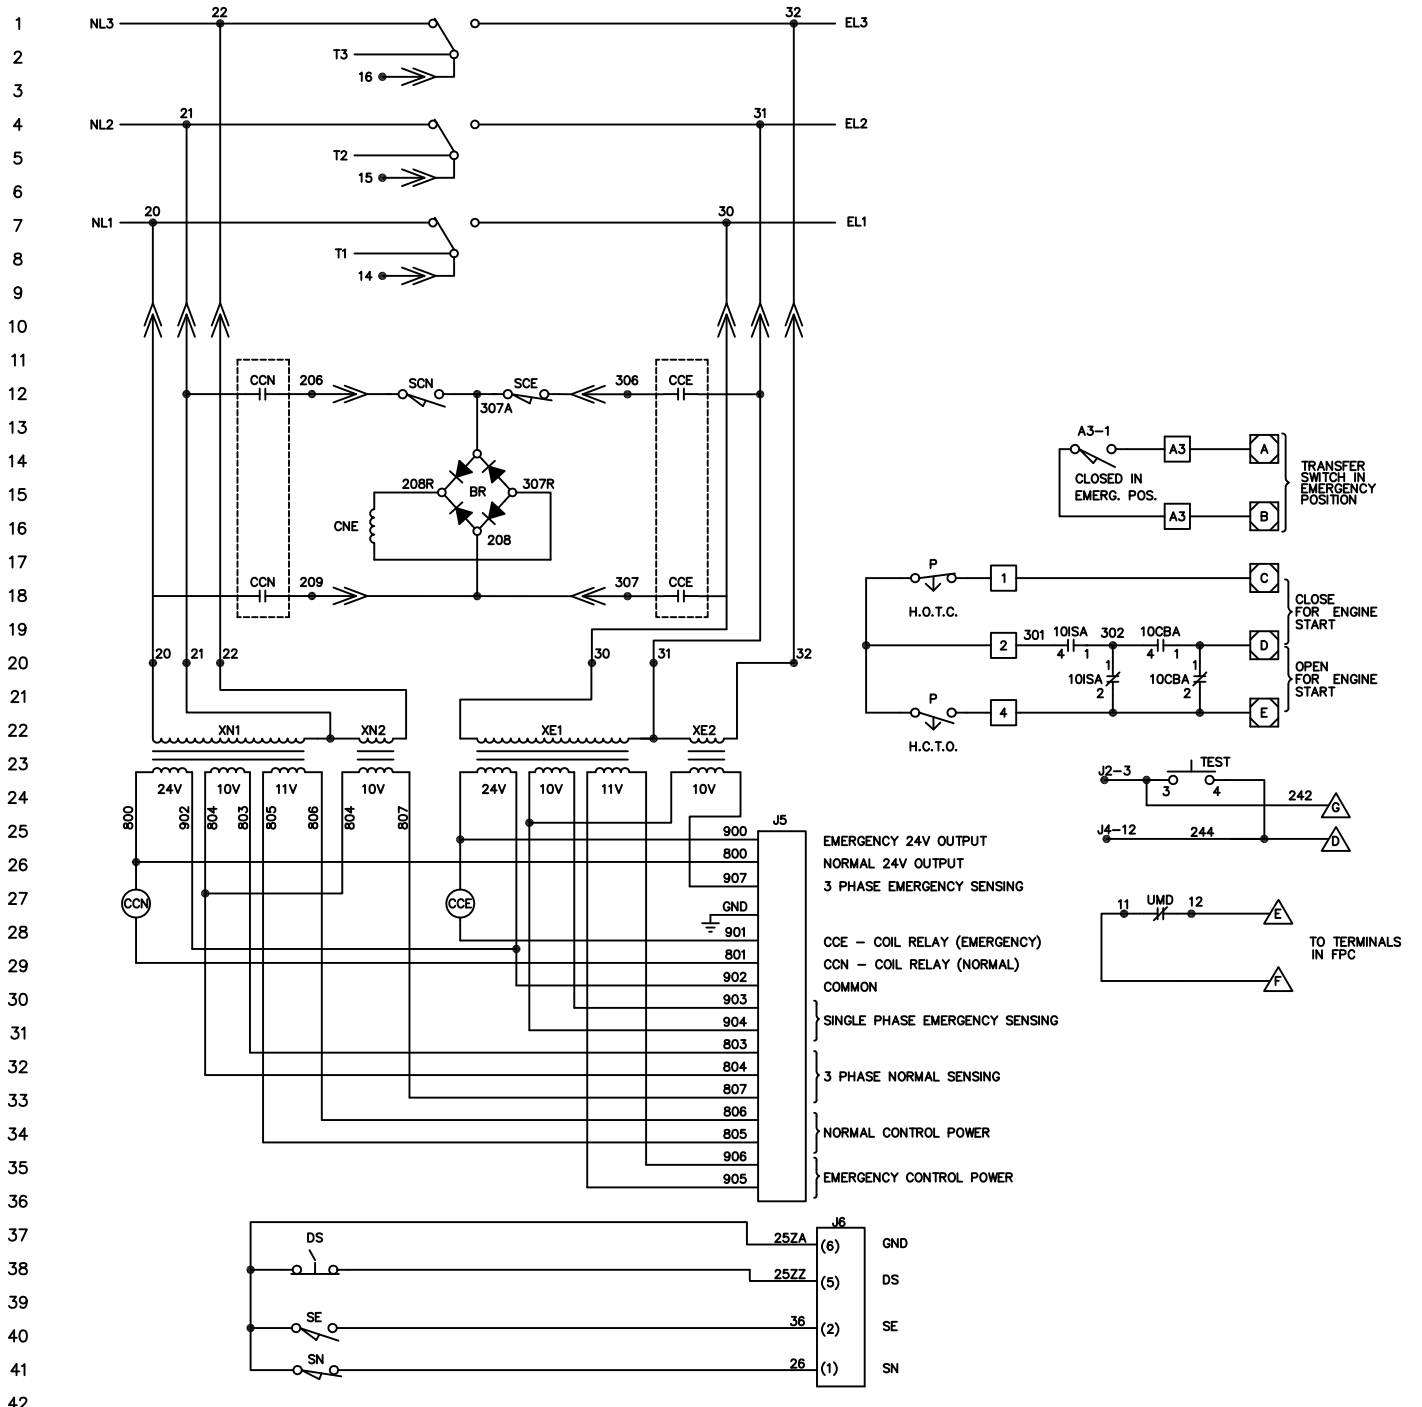 1
NL3 22 32 EL3
2
T3
16
3
4
NL2 21 31 EL2
5
T2
15
6
7
NL1 20 30 EL1
8
T1
14
9
10
11
12
CCN 206 SCN SCE 306 CCE
307A
13
A3-1
14
A3 A
CLOSED IN
EMERG. POS.
TRANSFER
SWITCH IN
EMERGENCY
POSITION
15
208R BR 307R
16
CNE 208
A3 B
17
P
18
CCN 209 307 CCE
1 C
H.O.T.C.
CLOSE
FOR ENGINE
START
19
2 301 10ISA 302 10CBA D
4 1 4 1
20
20 21 22 30 31 32
1 1
10ISA 10CBA
2 2
OPEN
FOR ENGINE
START
21
P
4 E
H.C.T.O.
22
XN1 XN2 XE1 XE2
23
24V 10V 11V 10V 24V 10V 11V 10V
J2-3 TEST
3 4
24
800 902 804 803 805 806 804 807
242 G
J5
25
900 EMERGENCY 24V OUTPUT
J4-12 244 D
26
800 NORMAL 24V OUTPUT
27
907 3 PHASE EMERGENCY SENSING
CCN CCE
GND
11 UMD 12 E
28
901 CCE - COIL RELAY (EMERGENCY)
TO TERMINALS
IN FPC
29
801 CCN - COIL RELAY (NORMAL)
902 COMMON
F
30
903
SINGLE PHASE EMERGENCY SENSING
31
904
803
32
804
3 PHASE NORMAL SENSING
33
807
806
34
NORMAL CONTROL POWER
805
35
906
EMERGENCY CONTROL POWER
905
36
J6
37
DS
25ZA (6) GND
38
25ZZ (5) DS
39
SE
40
36 (2) SE
SN
41
26 (1) SN
42